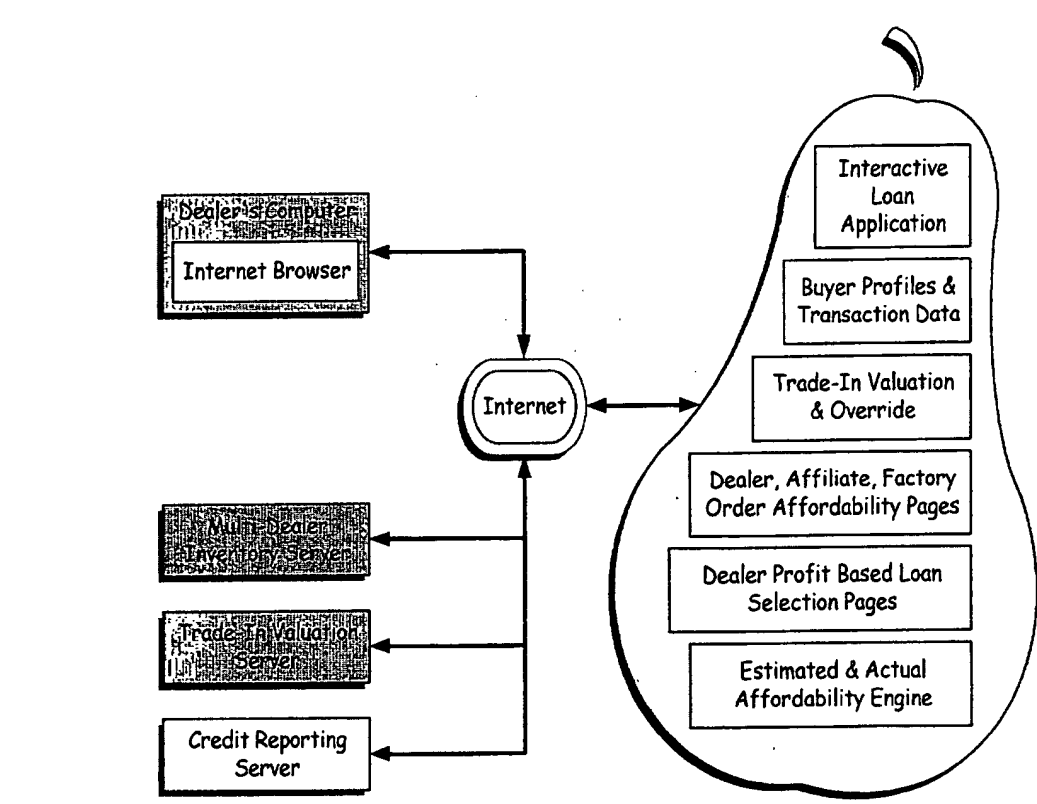 Dealer's Computer
Internet Browser
Internet
Multi-Dealer
Inventory Server
Trade-In Valuation
Server
Credit Reporting
Server
Interactive
Loan
Application
Buyer Profiles &
Transaction Data
Trade-In Valuation
& Override
Dealer, Affiliate, Factory
Order Affordability Pages
Dealer Profit Based Loan
Selection Pages
Estimated & Actual
Affordability Engine